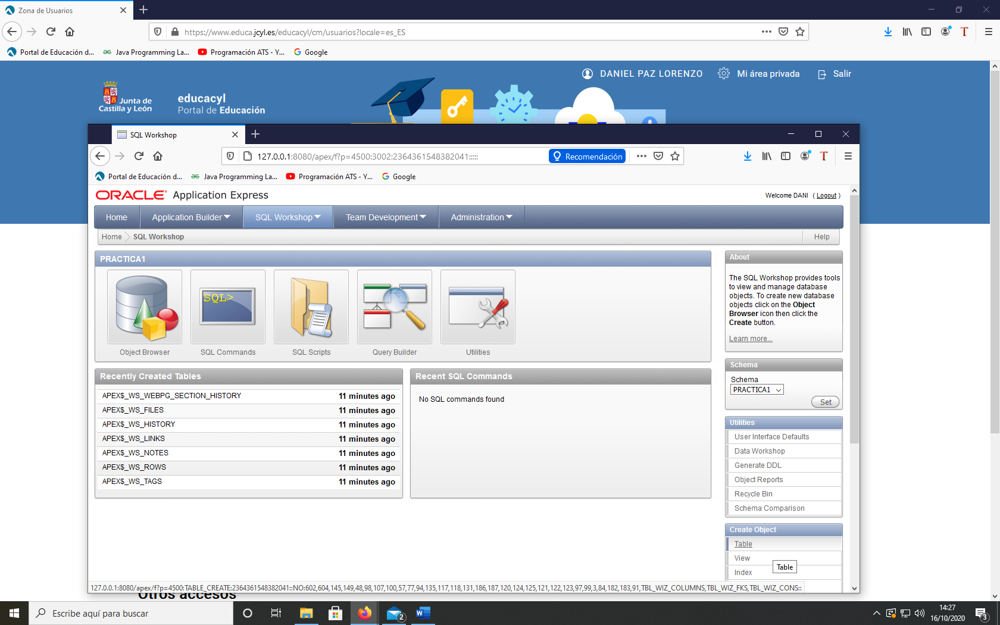 Zona de Usuarios
https://www.educa.jcyl.es/educacyl/cm/usuarios?locale=es_ES
Portal de Educación d...
Java Programming La...
Programación ATS - Y...
Google
DANIEL PAZ LORENZO
Mi área privada
Salir
Junta de
Castilla y León
educacyl
Portal de Educación
SQL Workshop
127.0.0.1:8080/apex/f?p=4500:3002:2364361548382041:::::
Recomendación
Portal de Educación d...
Java Programming La...
Programación ATS - Y...
Google
ORACLE Application Express
Welcome DANI ( Logout )
Home
Application Builder
SQL Workshop
Team Development
Administration
Home
SQL Workshop
Help
PRACTICA1
SQL>
Object Browser
SQL Commands
SQL Scripts
Query Builder
Utilities
Recently Created Tables
APEX$_WS_WEBPG_SECTION_HISTORY 11 minutes ago
APEX$_WS_FILES 11 minutes ago
APEX$_WS_HISTORY 11 minutes ago
APEX$_WS_LINKS 11 minutes ago
APEX$_WS_NOTES 11 minutes ago
APEX$_WS_ROWS 11 minutes ago
APEX$_WS_TAGS 11 minutes ago
Recent SQL Commands
No SQL commands found
About
The SQL Workshop provides tools
to view and manage database
objects. To create new database
objects click on the Object
Browser icon then click the
Create button.
Learn more...
Schema
Schema
PRACTICA1
Set
Utilities
User Interface Defaults
Data Workshop
Generate DDL
Object Reports
Recycle Bin
Schema Comparison
Create Object
Table
View
Index
Table
127.0.0.1:8080/apex/f?p=4500:TABLE_CREATE:2364361548382041::NO:602,604,145,149,48,98,107,100,57,77,94,135,117,118,131,186,187,120,124,125,121,122,123,97,99,3,84,182,183,91,TBL_WIZ_COLUMNS,TBL_WIZ_FKS,TBL_WIZ_CONS::
Otros accesos
Escribe aquí para buscar
2
14:27
16/10/2020
3